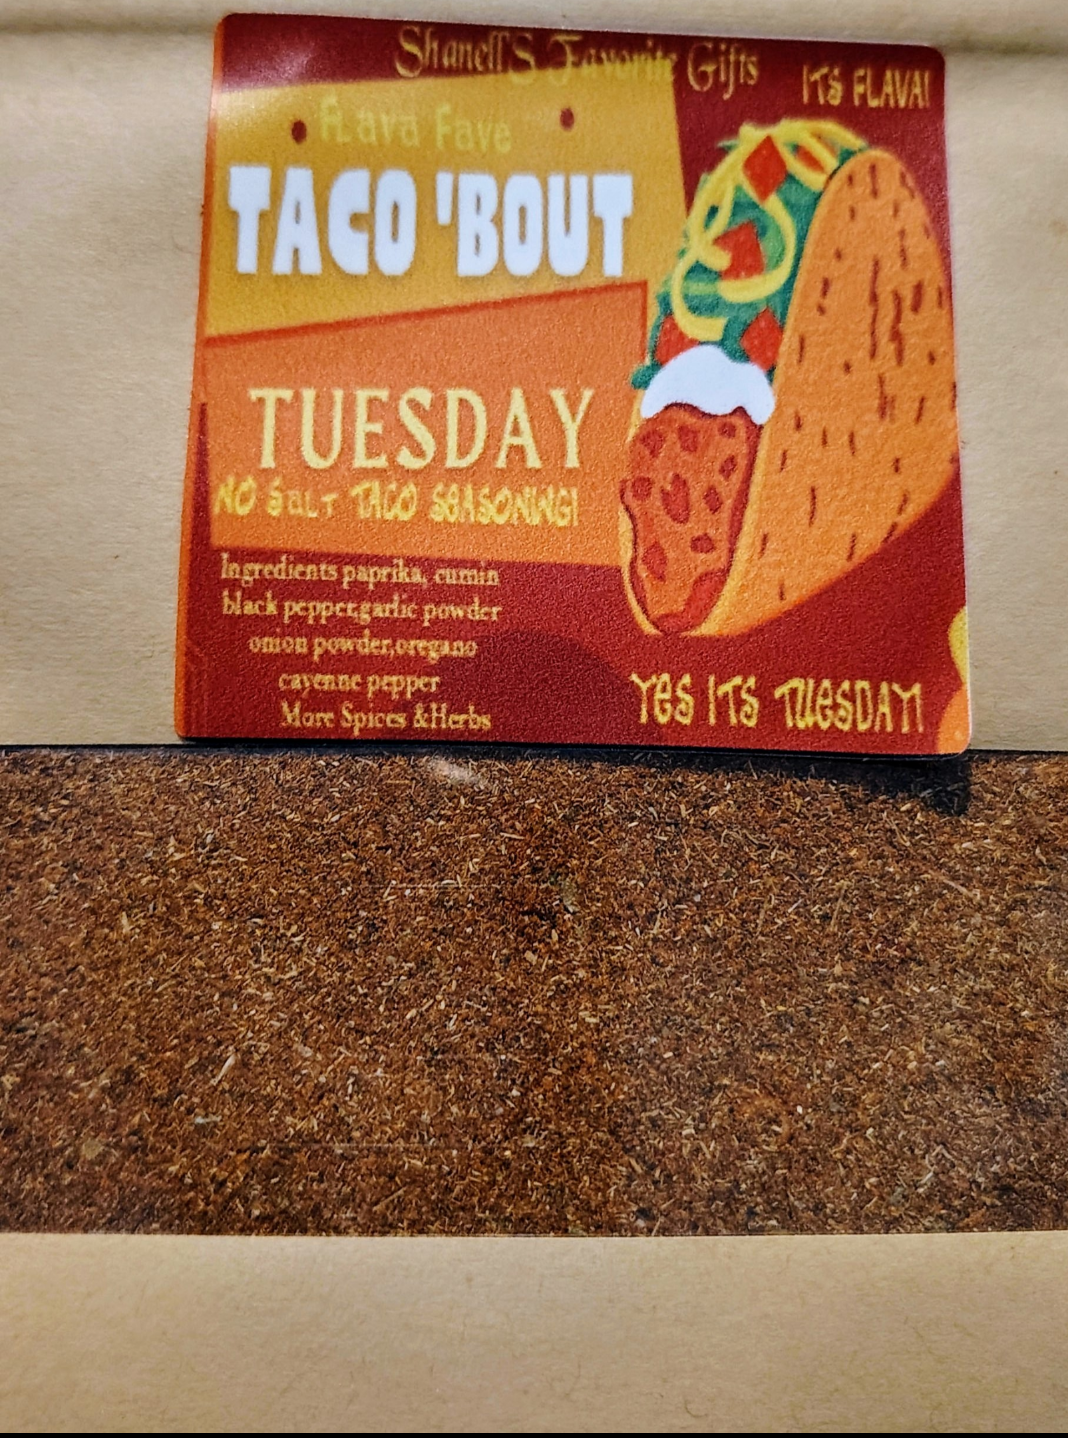 Shanell'S Favorite Gifts
ITS FLAVA!
FLava Fave
TACO 'BOUT
TUESDAY
NO SaLT TACO SEASONING!
Ingredients paprika, cumin
black pepper,garlic powder
onion powder,oregano
cayenne pepper
More Spices &Herbs
YES ITS TUESDAY!